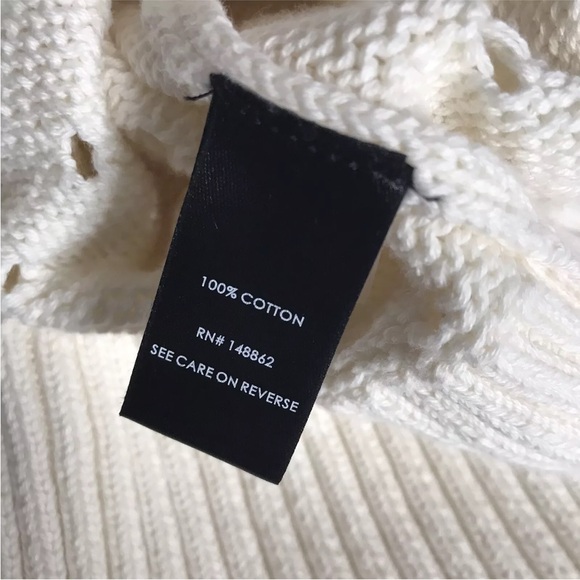 100% COTTON
RN# 148862
SEE CARE ON REVERSE